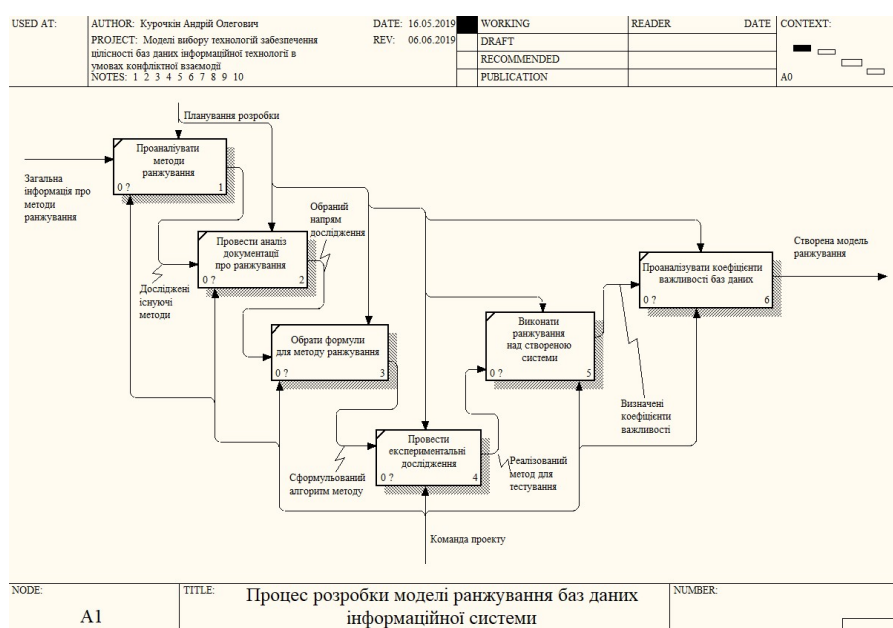 USED AT:
AUTHOR: Курочкін Андрій Олегович
DATE: 16.05.2019
WORKING
READER
DATE
CONTEXT:
PROJECT: Моделі вибору технологій забезпечення
REV: 06.06.2019
DRAFT
цілісності баз даних інформаційної технології в
умовах конфліктної взаємодії
RECOMMENDED
NOTES: 1 2 3 4 5 6 7 8 9 10
PUBLICATION
A0
Планування розробки
Проаналіувати
методи
ранжування
0 ?
1
Загальна
інформація про
методи
ранжування
Обраний
напрям
дослідження
Провести аналіз
документації
про ранжування
0 ?
2
Досліджені
існуючі
методи
Створена модель
ранжування
Проаналізувати коефіцієнти
важливості баз даних
0 ?
6
Обрати формули
для методу ранжування
0 ?
3
Виконати
ранжування
над створеною
системи
0 ?
5
Визначені
коефіцієнти
важливості
Провести
експериментальні
дослідження
0 ?
4
Сформульований
алгоритм методу
Реалізований
метод для
тестування
Команда проекту
NODE:
A1
TITLE:
Процес розробки моделі ранжування баз даних
інформаційної системи
NUMBER: